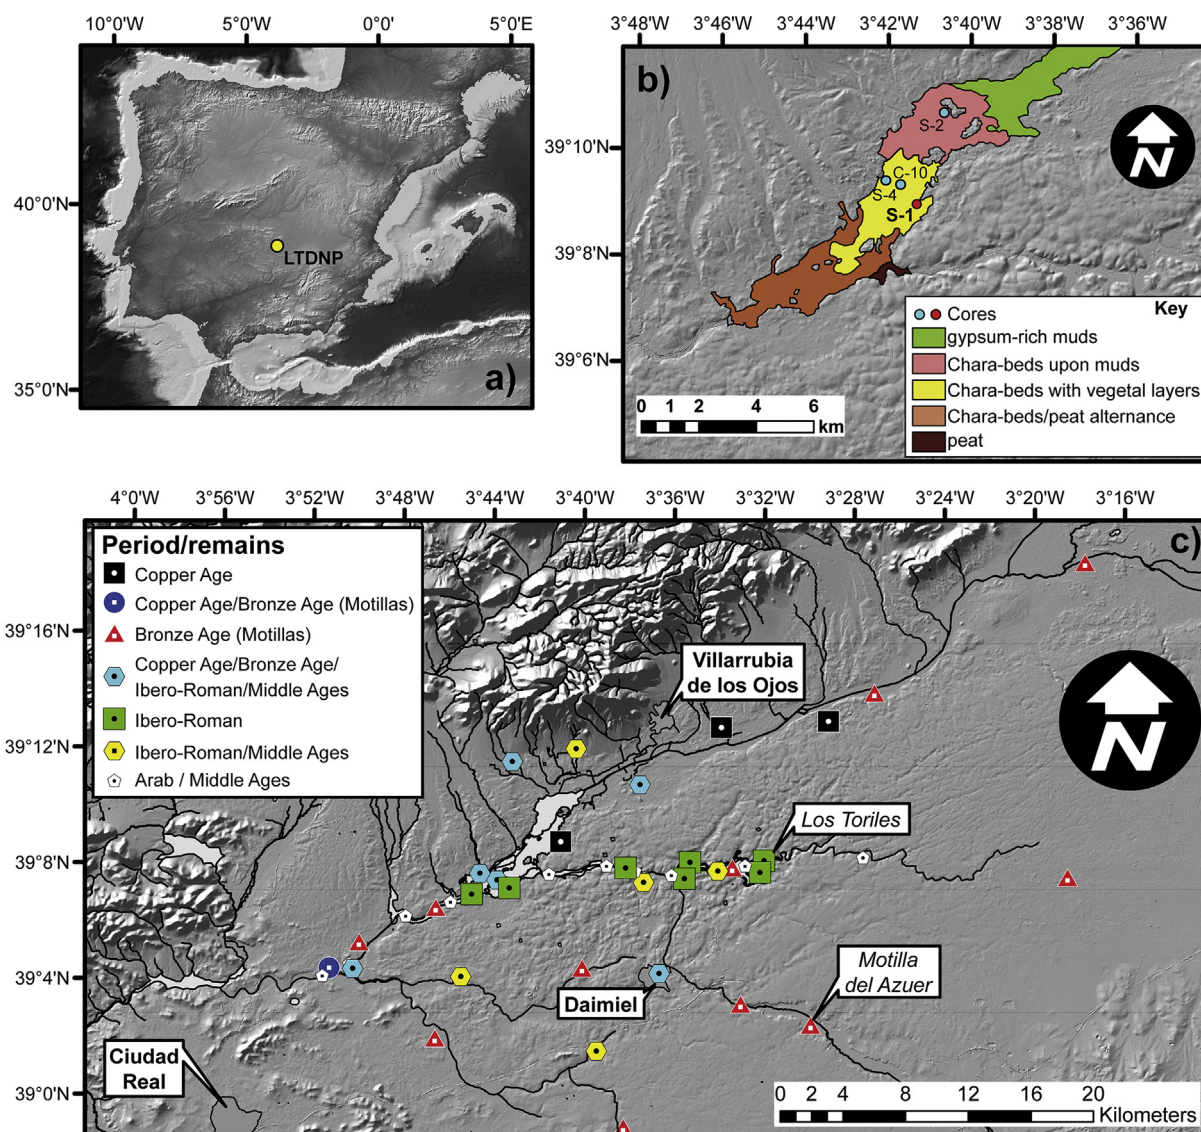 10°0'W 5°0'W 0°0' 5°0'E
40°0'N
35°0'N
LTDNP
a)
3°48'W 3°46'W 3°44'W 3°42'W 3°40'W 3°38'W 3°36'W
39°10'N
39°8'N
39°6'N
b)
S-2
C-10
S-4
S-1
N
Key
Cores
gypsum-rich muds
Chara-beds upon muds
Chara-beds with vegetal layers
Chara-beds/peat alternance
peat
0 1 2 4 6
km
4°0'W 3°56'W 3°52'W 3°48'W 3°44'W 3°40'W 3°36'W 3°32'W 3°28'W 3°24'W 3°20'W 3°16'W
39°16'N
39°12'N
39°8'N
39°4'N
39°0'N
c)
Period/remains
Copper Age
Copper Age/Bronze Age (Motillas)
Bronze Age (Motillas)
Copper Age/Bronze Age/
Ibero-Roman/Middle Ages
Ibero-Roman
Ibero-Roman/Middle Ages
Arab / Middle Ages
Villarrubia
de los Ojos
N
Los Toriles
Motilla
del Azuer
Daimiel
Ciudad
Real
0 2 4 8 12 16 20
Kilometers